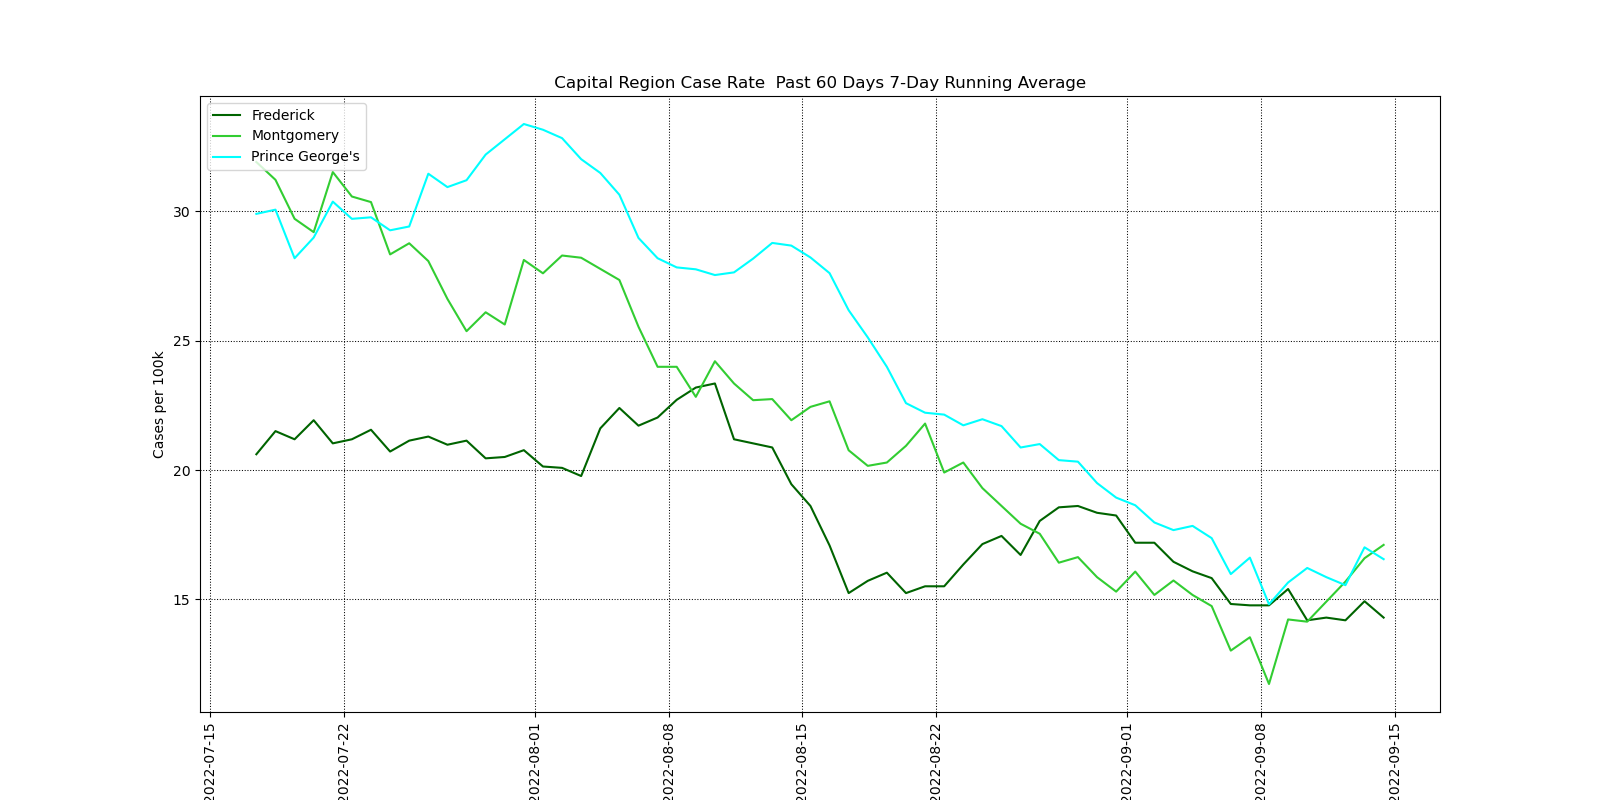 Capital Region Case Rate  Past 60 Days 7-Day Running Average
Frederick
Montgomery
Prince George's
Cases per 100k
30
25
20
15
2022-07-15
2022-07-22
2022-08-01
2022-08-08
2022-08-15
2022-08-22
2022-09-01
2022-09-08
2022-09-15